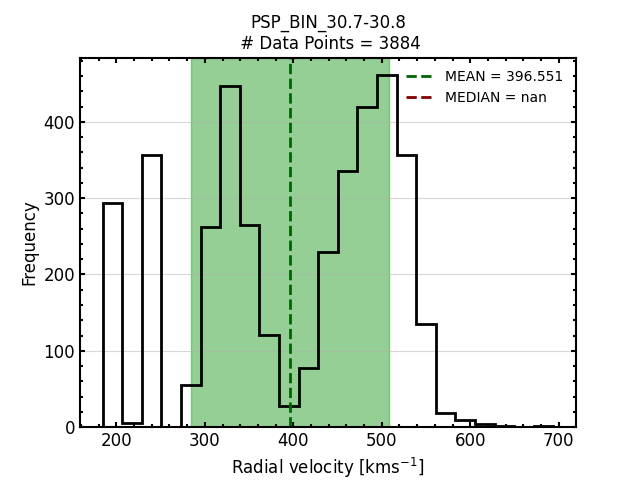 PSP_BIN_30.7-30.8
# Data Points = 3884
MEAN = 396.551
MEDIAN = nan
Frequency
400
300
200
100
0
200 300 400 500 600 700
Radial velocity [kms⁻¹]